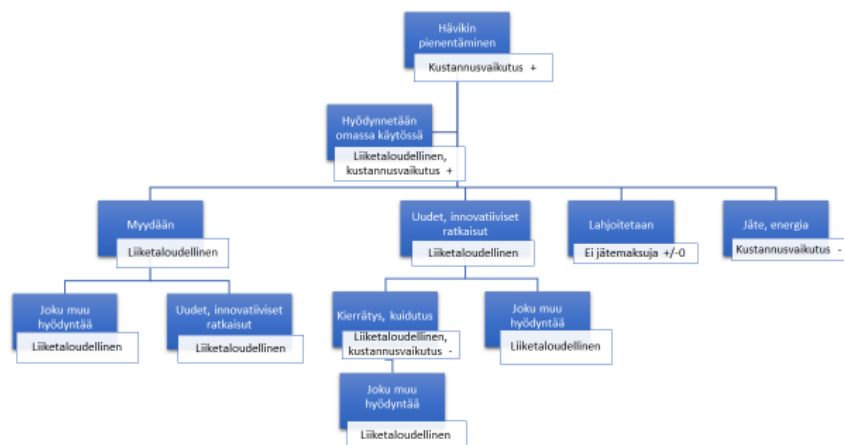 Hävikin
pienentäminen
Kustannusvaikutus +
Hyödynnetään
omassa käytössä
Liiketaloudellinen,
kustannusvaikutus +
Myydään
Liiketaloudellinen
Uudet, innovatiiviset
ratkaisut
Liiketaloudellinen
Lahjoitetaan
Ei jätemaksuja +/-0
Jäte, energia
Kustannusvaikutus -
Joku muu
hyödyntää
Liiketaloudellinen
Uudet, innovatiiviset
ratkaisut
Liiketaloudellinen
Kierrätys, kuidutus
Liiketaloudellinen,
kustannusvaikutus -
Joku muu
hyödyntää
Liiketaloudellinen
Joku muu
hyödyntää
Liiketaloudellinen